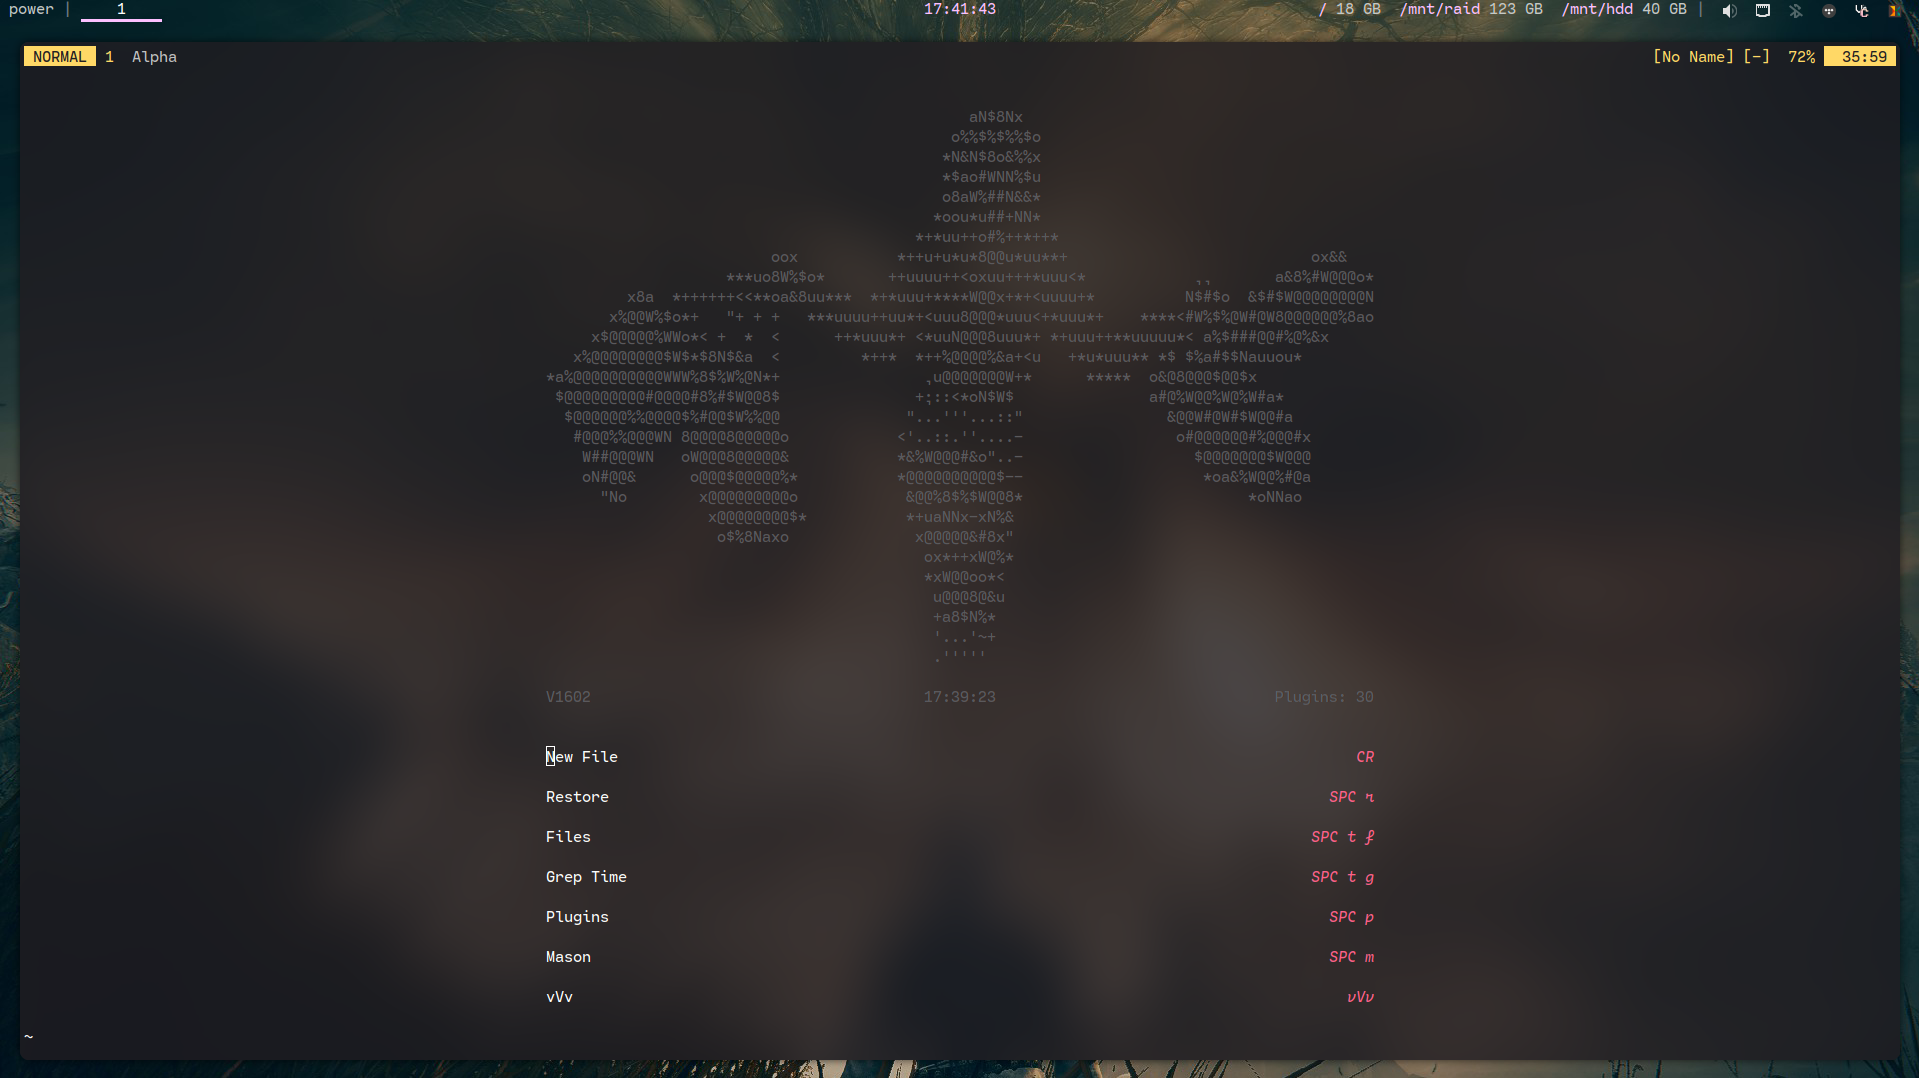 power | 1 17:41:43 / 18 GB /mnt/raid 123 GB /mnt/hdd 40 GB |
NORMAL 1 Alpha [No Name] [-] 72% 35:59
aN$8Nx
o%%$%$%%$o
*N&N$8o&%%x
*$ao#WNN%$u
o8aW%##N&&*
*oou*u##+NN*
*+*uu++o#%++*+*
oox *++u+u*u*8@@u*uu**+ ox&&
***uo8W%$o* ++uuuu++<oxuu+++*uuu<* ,, a&8%#W@@@o*
x8a *++++++<<**oa&8uu*** *+*uuu+****W@@x+*+<uuuu+* N$#$o &$#$W@@@@@@@@N
x%@@W%$o*+ "+ + + ***uuuu++uu*+<uuu8@@@*uuu<+*uuu*+ ****<#W%$%@W#@W8@@@@@@%8ao
x$@@@@@%WWo*< + * < ++*uuu*+ <*uuN@@@8uuu*+ *+uuu++**uuuuu*< a%$###@@#%@%&x
x%@@@@@@@@$W$*$8N$&a < *++* *++%@@@@%&a+<u +*u*uuu** *$ $%a#$$Nauuou*
*a%@@@@@@@@@@WWW%8$%W%@N*+ ,u@@@@@@@W+* ***** o&@8@@@$@@$x
$@@@@@@@@@#@@@@#8%#$W@@8$ +;::<*oN$W$ a#@%W@@%W@%W#a*
$@@@@@@%%@@@@$%#@@$W%%@@ "...'''...::" &@@W#@W#$W@@#a
#@@@%%@@@WN 8@@@@8@@@@@o <'..::.''....- o#@@@@@@#%@@@#x
W##@@@WN oW@@@8@@@@@& *&%W@@@#&o"..- $@@@@@@@$W@@@
oN#@@& o@@@$@@@@@%* *@@@@@@@@@@$-- *oa&%W@@%#@a
"No x@@@@@@@@@o &@@%8$%$W@@8* *oNNao
x@@@@@@@@$* *+uaNNx-xN%&
o$%8Naxo x@@@@@&#8x"
ox*++xW@%*
*xW@@oo*<
u@@@8@&u
+a8$N%*
'...'~+
.'''''
V1602 17:39:23 Plugins: 30
New File CR
Restore SPC r
Files SPC t f
Grep Time SPC t g
Plugins SPC p
Mason SPC m
vVv vVv
~